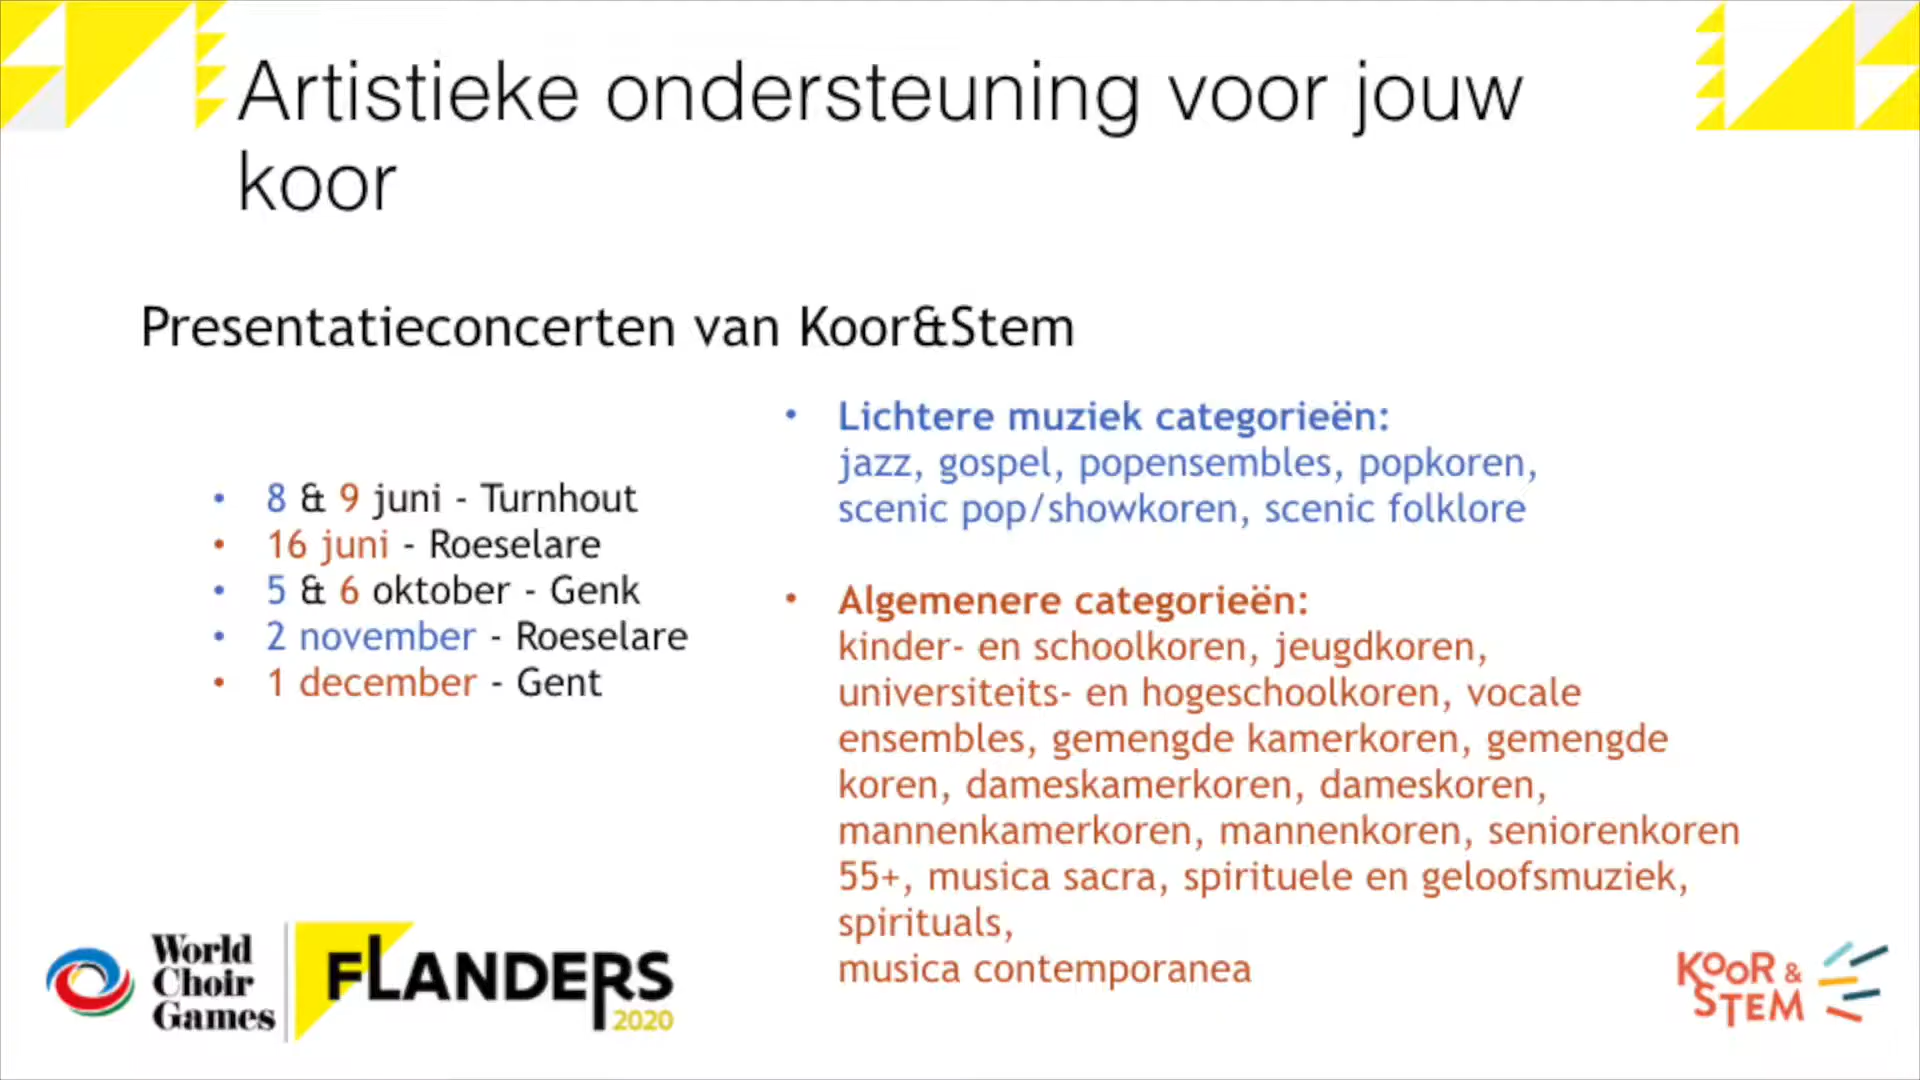 Artistieke ondersteuning voor jouw
koor
Presentatieconcerten van Koor&Stem
• 8 & 9 juni - Turnhout
• 16 juni - Roeselare
• 5 & 6 oktober - Genk
• 2 november - Roeselare
• 1 december - Gent
• Lichtere muziek categorieën:
jazz, gospel, popensembles, popkoren,
scenic pop/showkoren, scenic folklore
• Algemenere categorieën:
kinder- en schoolkoren, jeugdkoren,
universiteits- en hogeschoolkoren, vocale
ensembles, gemengde kamerkoren, gemengde
koren, dameskamerkoren, dameskoren,
mannenkamerkoren, mannenkoren, seniorenkoren
55+, musica sacra, spirituele en geloofsmuziek,
spirituals,
musica contemporanea
World
Choir
Games
FLANDERS
2020
KOOR &
STEM